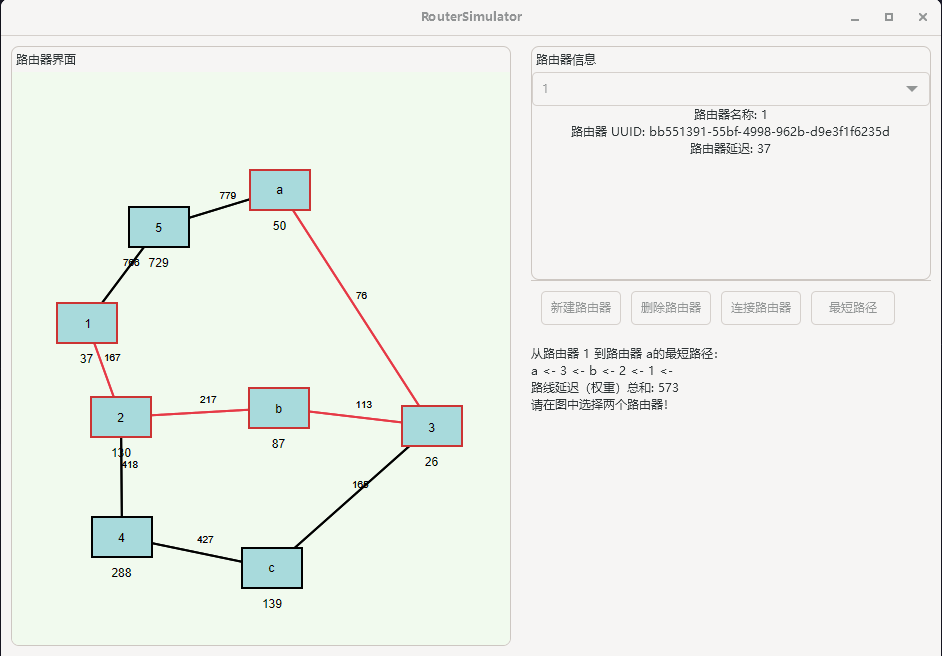 RouterSimulator
路由器界面
779
a
50
5
729
76
1
37
167
217
b
87
113
3
26
2
130
418
4
288
427
c
139
路由器信息
1
路由器名称: 1
路由器 UUID: bb551391-55bf-4998-962b-d9e3f1f6235d
路由器延迟: 37
新建路由器
删除路由器
连接路由器
最短路径
从路由器 1 到路由器 a的最短路径：
a <- 3 <- b <- 2 <- 1 <-
路线延迟（权重）总和: 573
请在图中选择两个路由器!